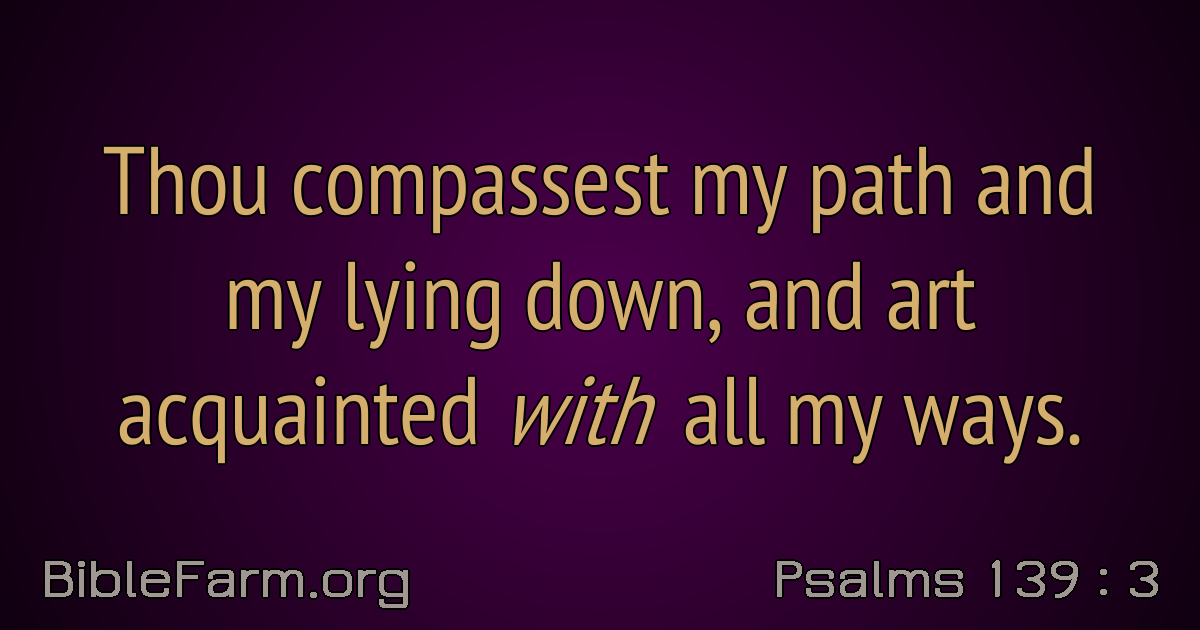 Thou compassest my path and
my lying down, and art
acquainted with all my ways.
BibleFarm.org
Psalms 139 : 3